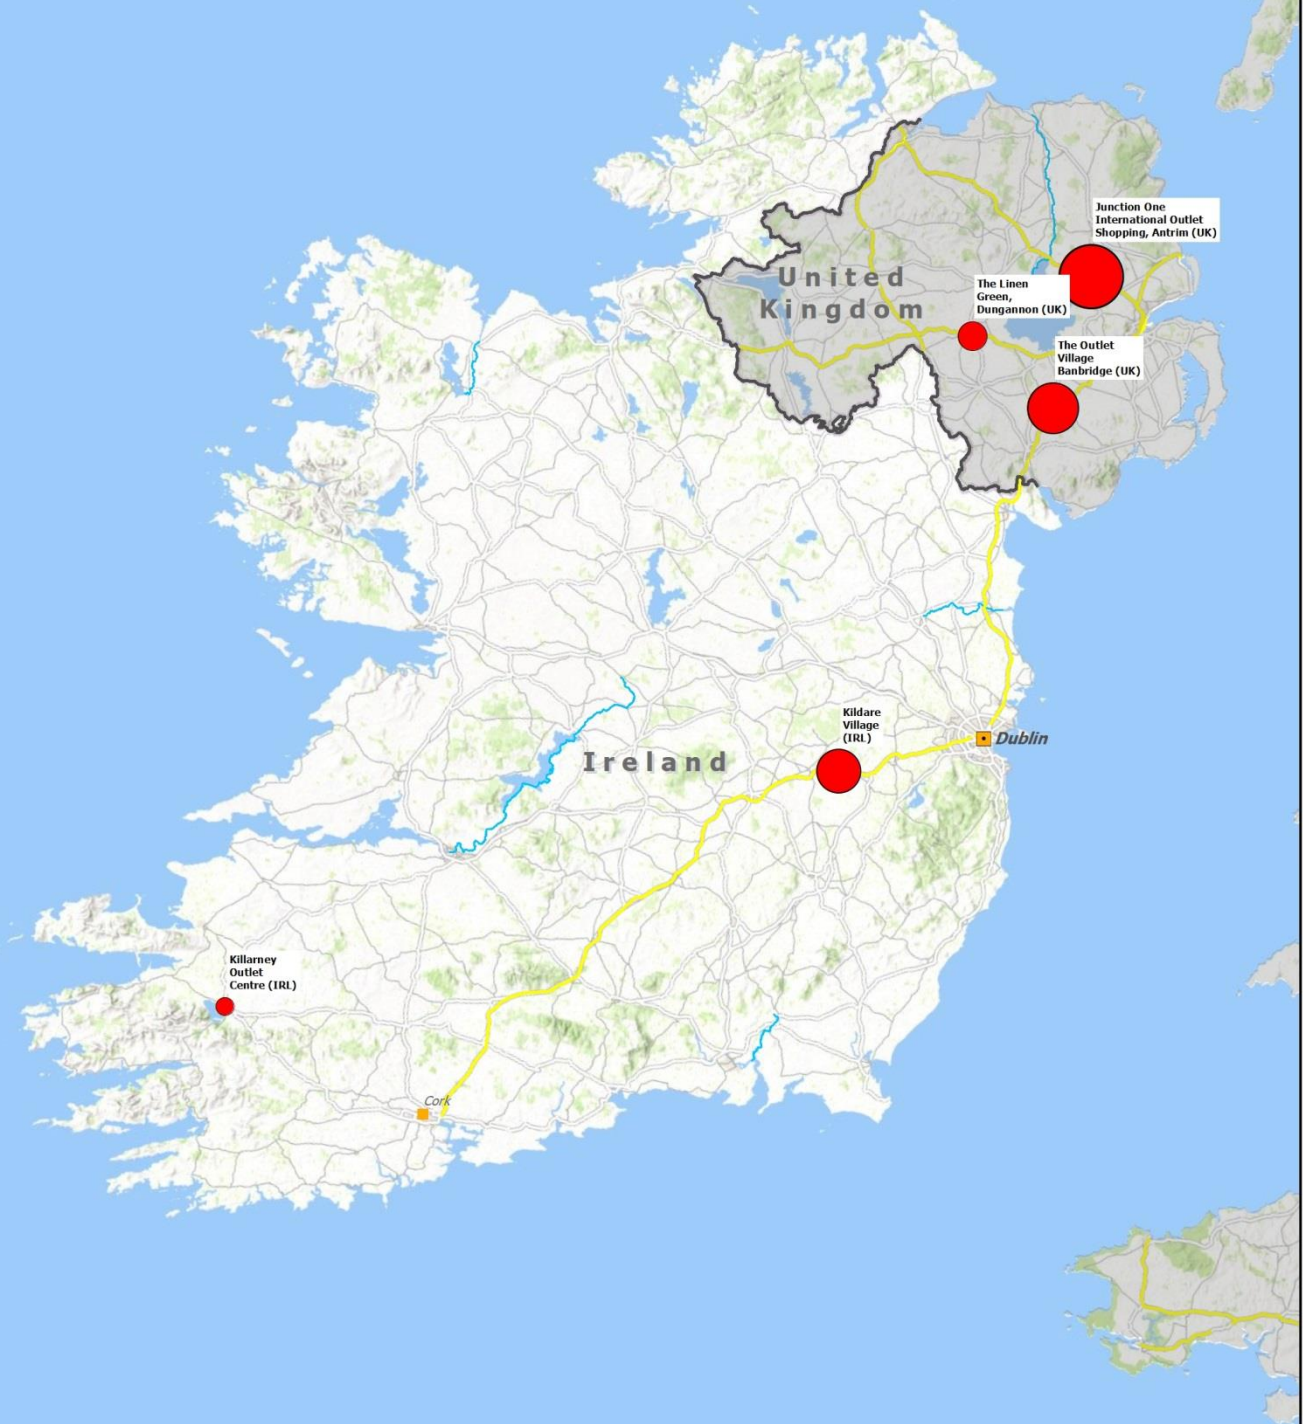 Junction One
International Outlet
Shopping, Antrim (UK)
United
Kingdom
The Linen
Green,
Dungannon (UK)
The Outlet
Village
Banbridge (UK)
Kildare
Village
(IRL)
Dublin
Ireland
Killarney
Outlet
Centre (IRL)
Cork